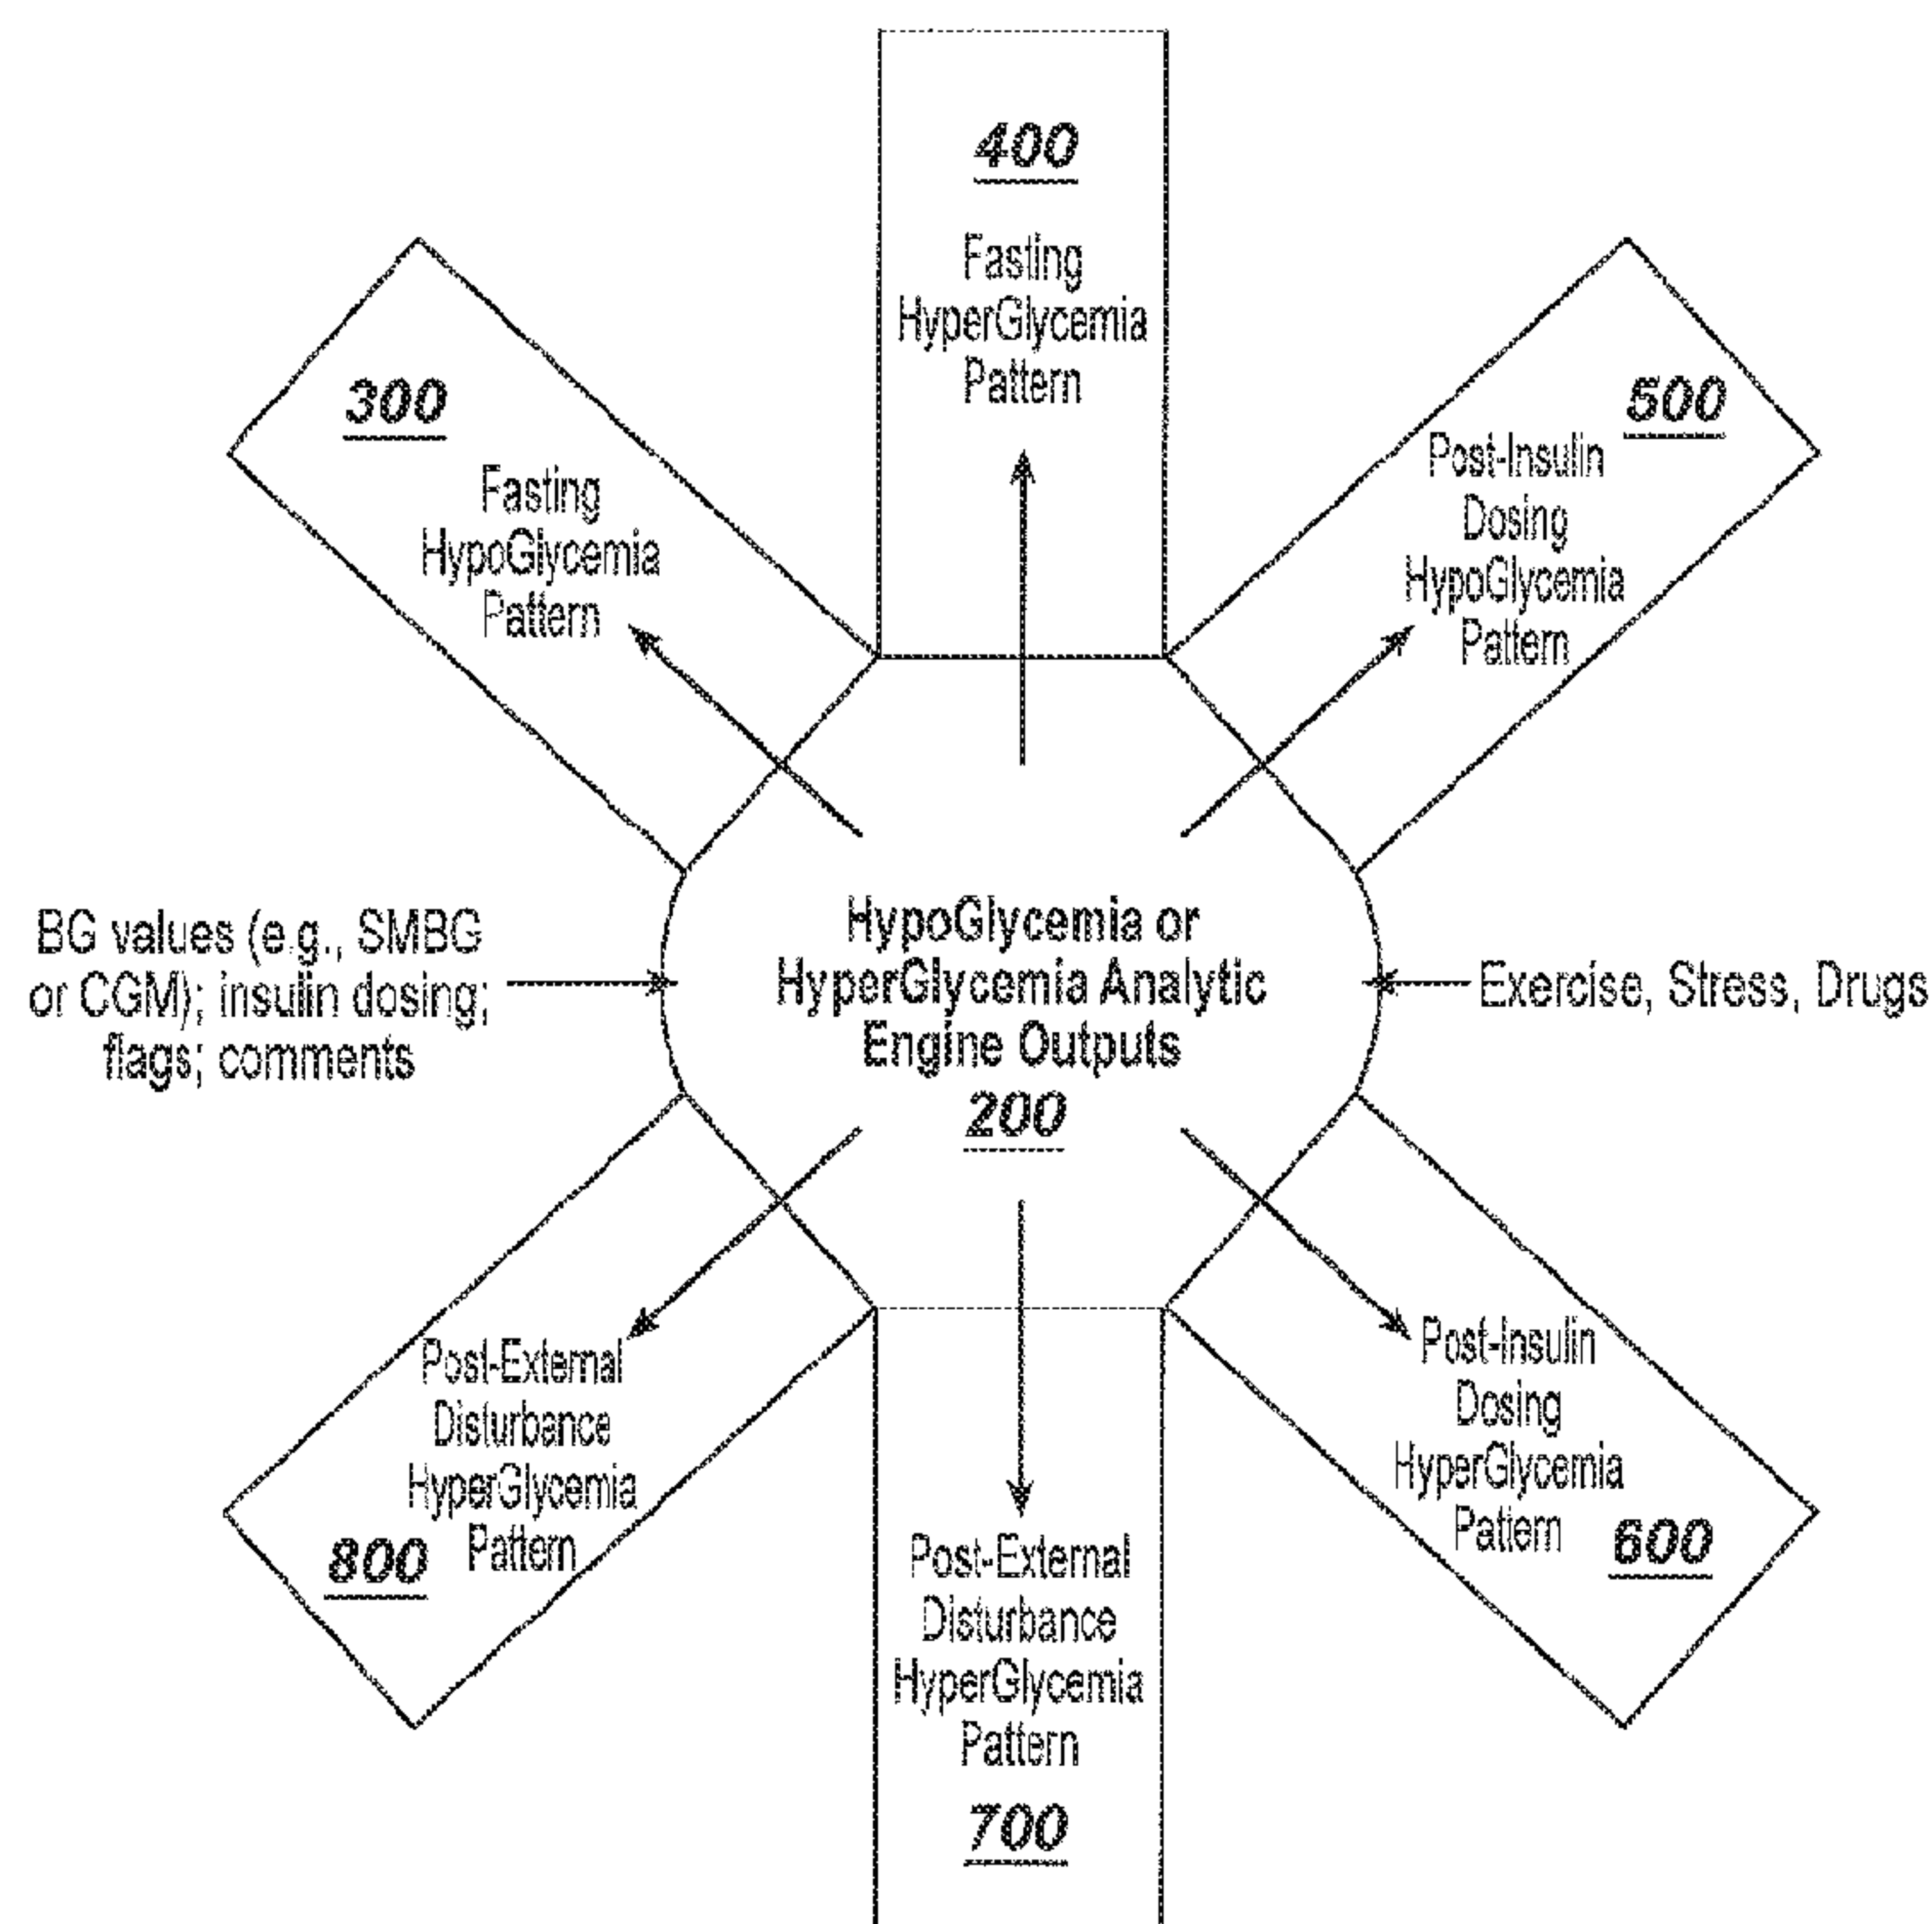 400
Fasting
HyperGlycemia
Pattern
300
Fasting
HypoGlycemia
Pattern
500
Post-Insulin
Dosing
HypoGlycemia
Pattern
BG values (e.g., SMBG
or CGM); insulin dosing;
flags; comments
HypoGlycemia or
HyperGlycemia Analytic
Engine Outputs
200
Exercise, Stress, Drugs
Post-External
Disturbance
HyperGlycemia
Pattern
800
Post-External
Disturbance
HyperGlycemia
Pattern
700
Post-Insulin
Dosing
HyperGlycemia
Pattern
600